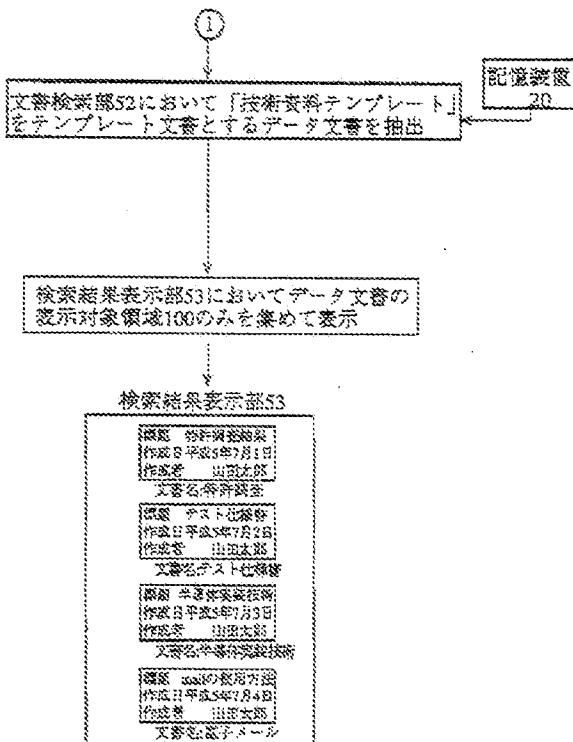 1
記憶装置
20
文書検索部52において「技術資料テンプレート」
をテンプレート文書とするデータ文書を抽出
検索結果表示部53においてデータ文書の
表示対象領域100のみを集めて表示
検索結果表示部53
標題 特許調査結果
作成日平成5年7月1日
作成者 山田太郎
文書名:特許調査
標題 テスト仕様書
作成日平成5年7月2日
作成者 山田太郎
文書名:テスト仕様書
標題 半導体実装技術
作成日平成5年7月3日
作成者 山田太郎
文書名:半導体実装技術
標題 mailの使用方法
作成日平成5年7月4日
作成者 山田太郎
文書名:電子メール